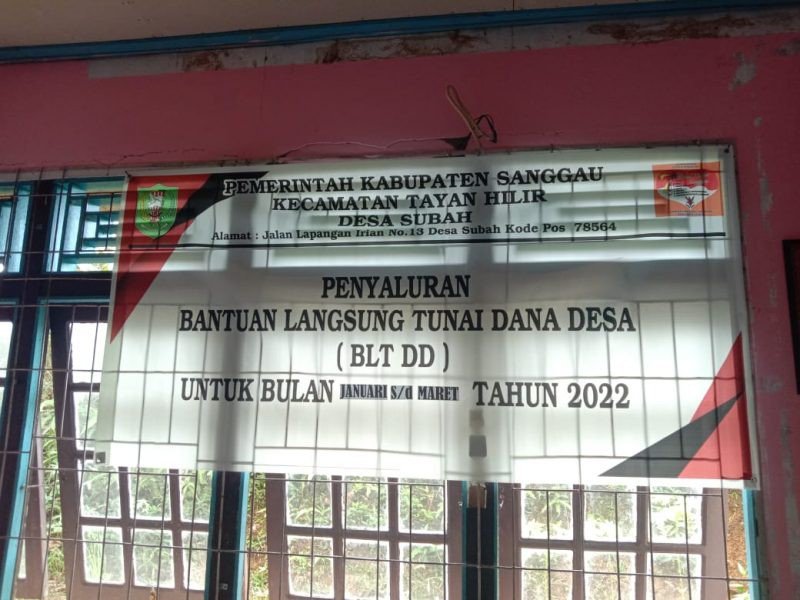 PEMERINTAH KABUPATEN SANGGAU
KECAMATAN TAYAN HILIR
DESA SUBAH
Alamat : Jalan Lapangan Irian No.13 Desa Subah Kode Pos 78564
PENYALURAN
BANTUAN LANGSUNG TUNAI DANA DESA
( BLT DD )
UNTUK BULAN JANUARI S/d MARET TAHUN 2022